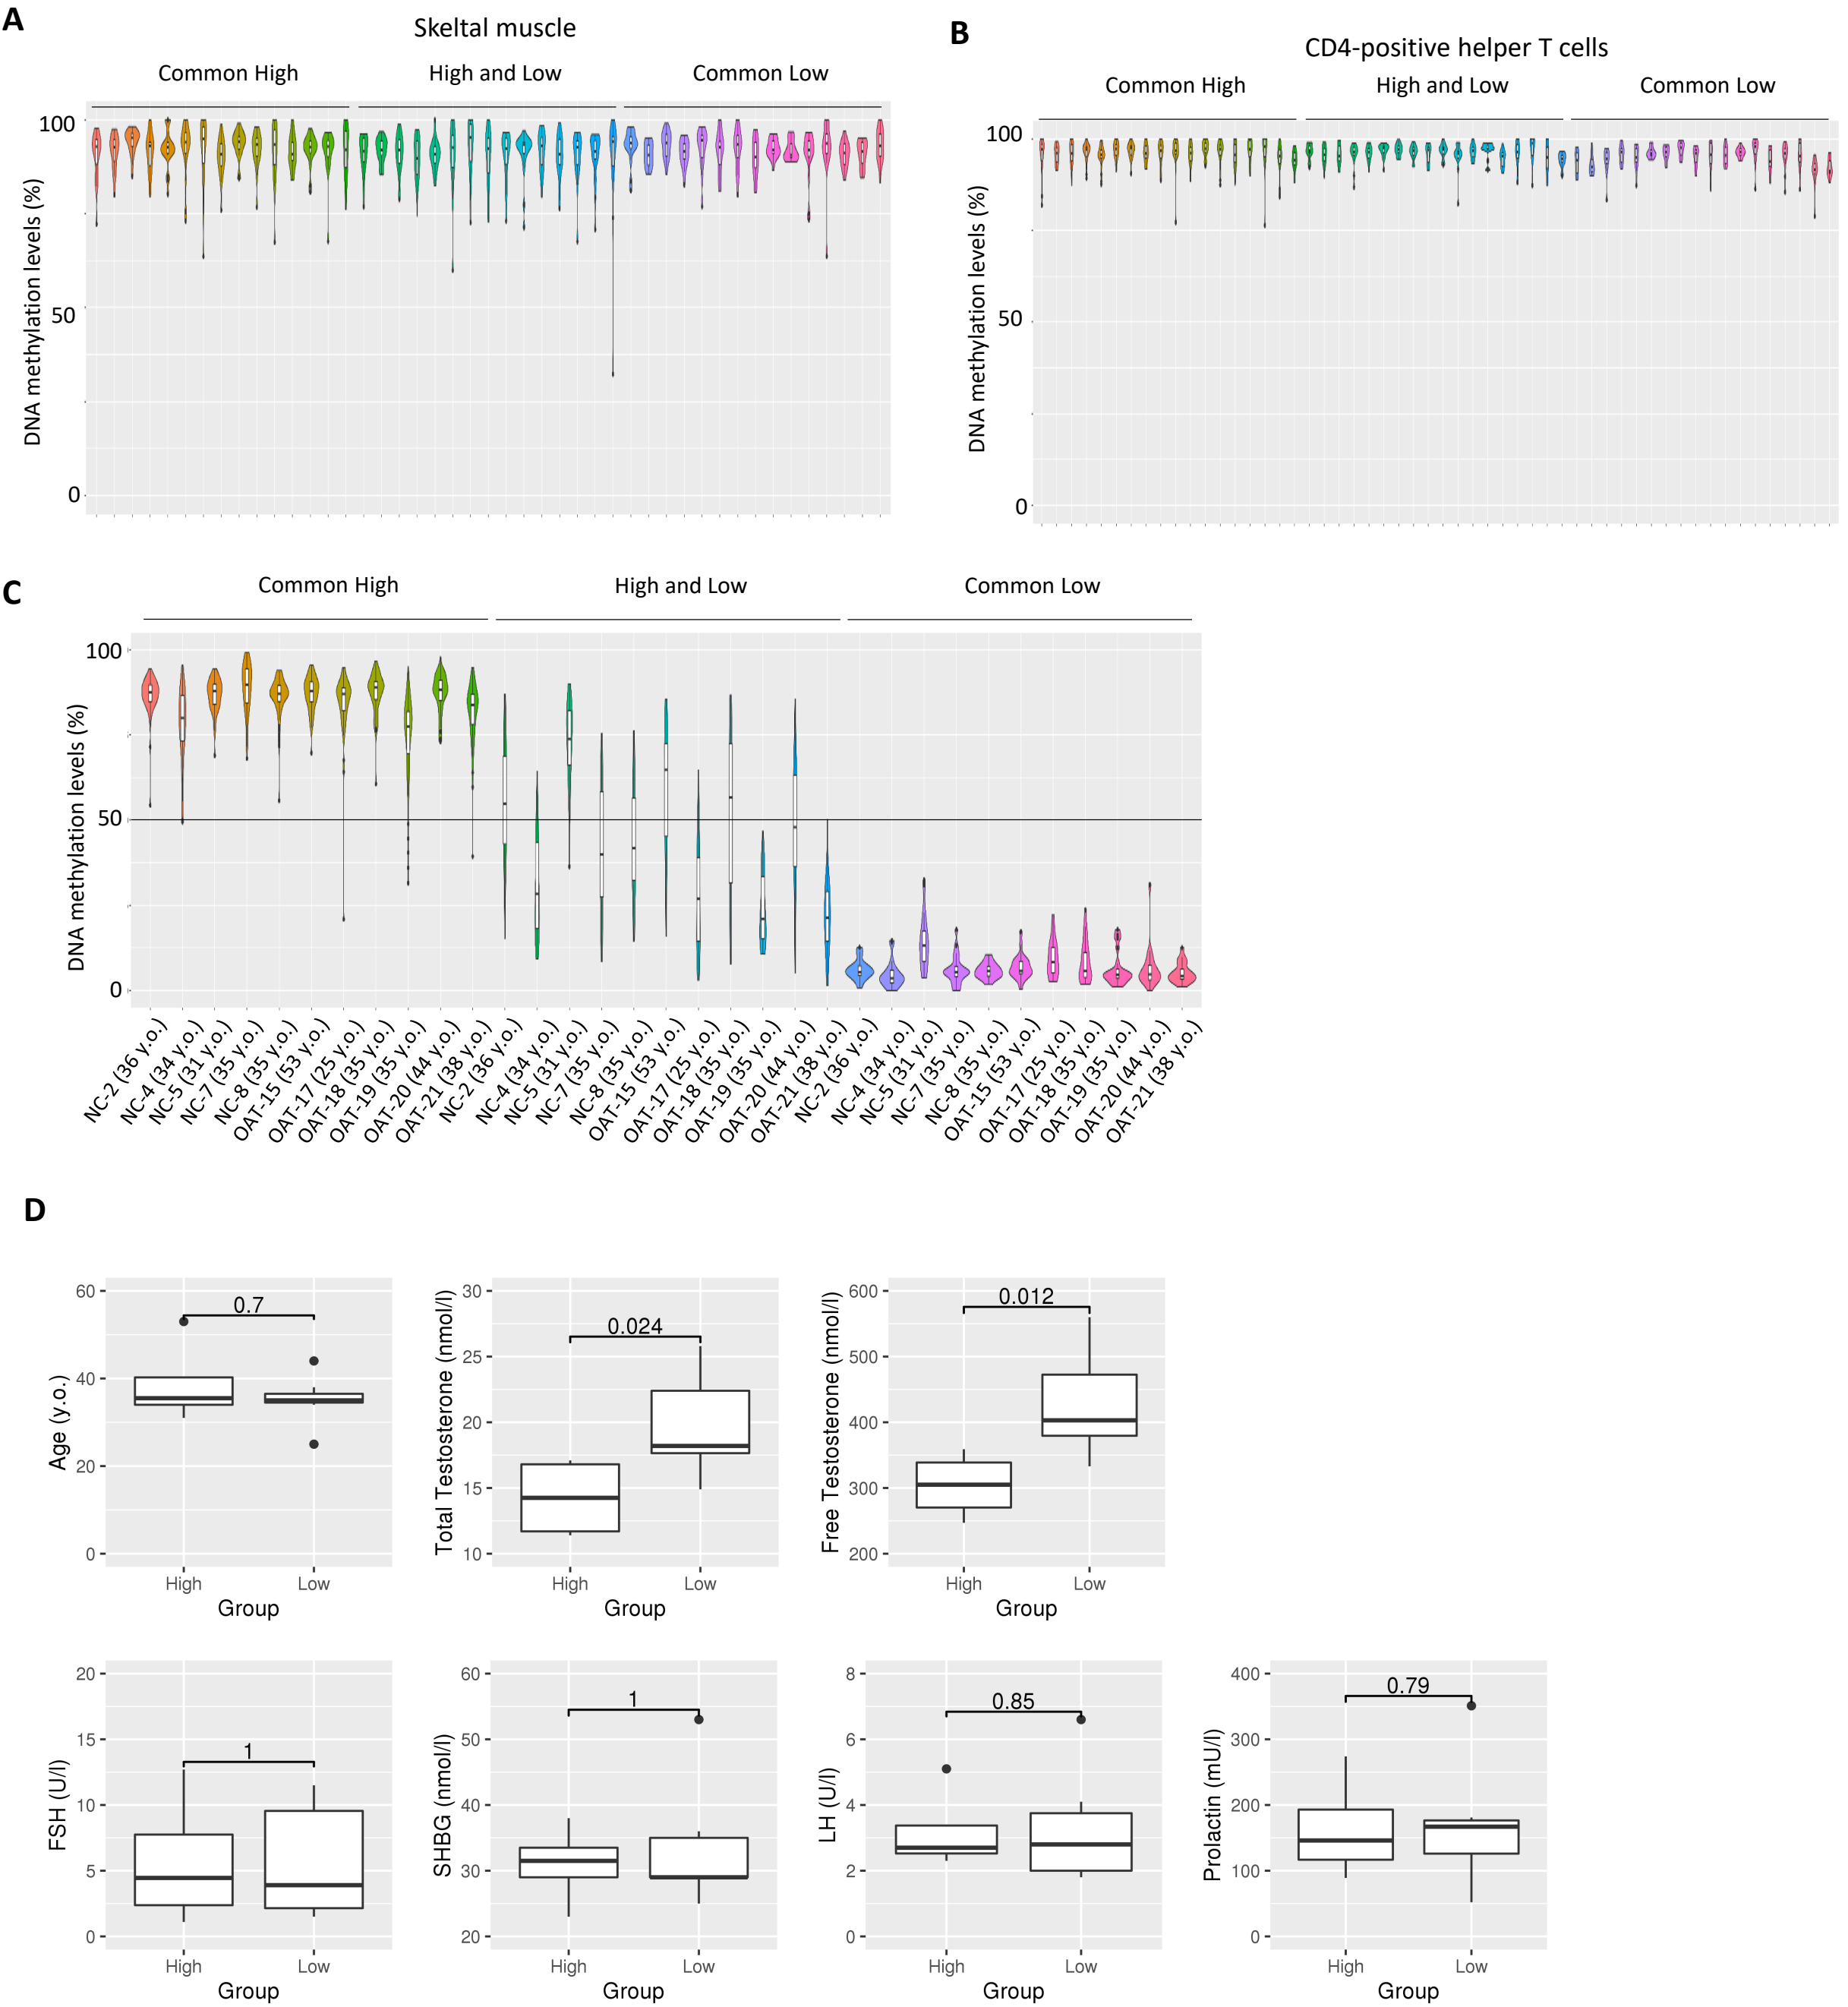 A
Skeltal muscle
Common High
High and Low
Common Low
DNA methylation levels (%)
100
50
0
B
CD4-positive helper T cells
Common High
High and Low
Common Low
DNA methylation levels (%)
100
50
0
C
Common High
High and Low
Common Low
DNA methylation levels (%)
100
50
0
NC-2 (36 y.o.)
NC-4 (34 y.o.)
NC-5 (31 y.o.)
NC-7 (35 y.o.)
NC-8 (35 y.o.)
OAT-15 (53 y.o.)
OAT-17 (25 y.o.)
OAT-18 (35 y.o.)
OAT-19 (35 y.o.)
OAT-20 (44 y.o.)
OAT-21 (38 y.o.)
NC-2 (36 y.o.)
NC-4 (34 y.o.)
NC-5 (31 y.o.)
NC-7 (35 y.o.)
NC-8 (35 y.o.)
OAT-15 (53 y.o.)
OAT-17 (25 y.o.)
OAT-18 (35 y.o.)
OAT-19 (35 y.o.)
OAT-20 (44 y.o.)
OAT-21 (38 y.o.)
NC-2 (36 y.o.)
NC-4 (34 y.o.)
NC-5 (31 y.o.)
NC-7 (35 y.o.)
NC-8 (35 y.o.)
OAT-15 (53 y.o.)
OAT-17 (25 y.o.)
OAT-18 (35 y.o.)
OAT-19 (35 y.o.)
OAT-20 (44 y.o.)
OAT-21 (38 y.o.)
D
Age (y.o.)
60
40
20
0
0.7
High
Low
Group
Total Testosterone (nmol/l)
30
25
20
15
10
0.024
High
Low
Group
Free Testosterone (nmol/l)
600
500
400
300
200
0.012
High
Low
Group
FSH (U/l)
20
15
10
5
0
1
High
Low
Group
SHBG (nmol/l)
60
50
40
30
20
1
High
Low
Group
LH (U/l)
8
6
4
2
0
0.85
High
Low
Group
Prolactin (mU/l)
400
300
200
100
0
0.79
High
Low
Group